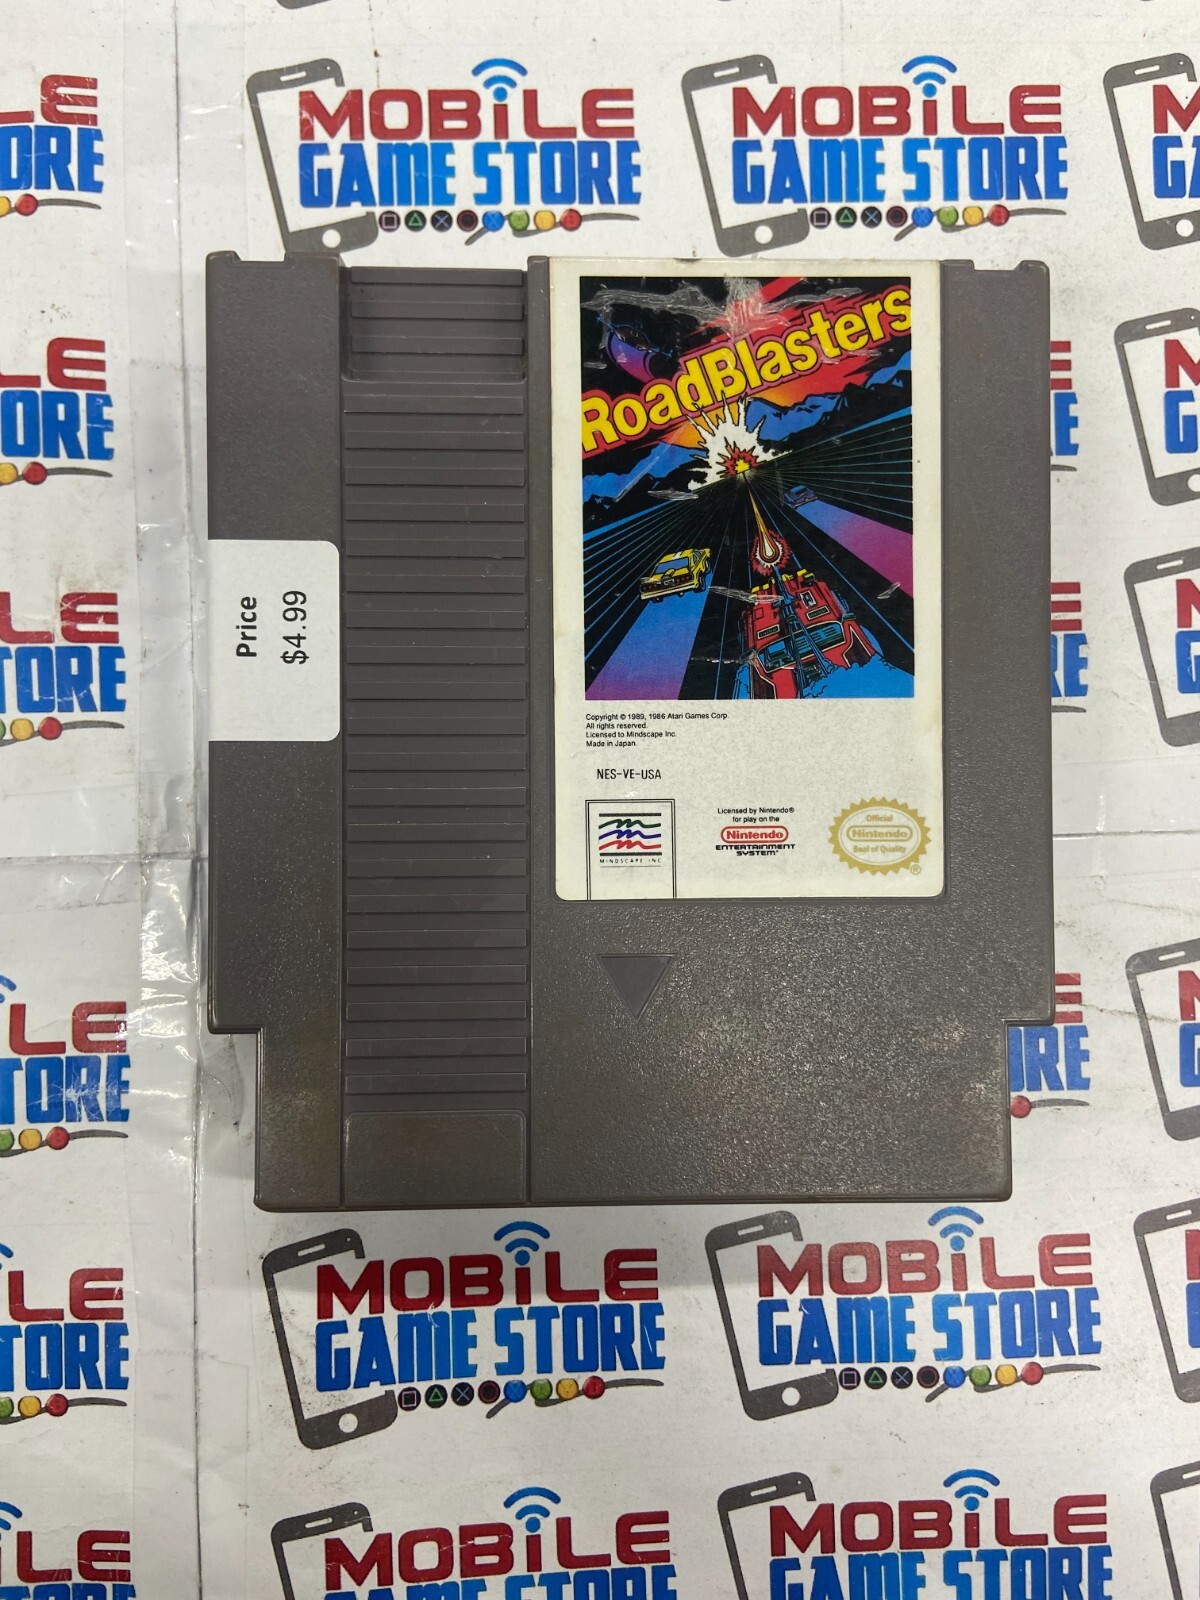 MOBILE
GAME STORE
MOBILE
GAME STORE
RoadBlasters
Price
$4.99
Copyright © 1989, 1986 Atari Games Corp.
All rights reserved.
Licensed to Mindscape Inc.
Made in Japan.
NES-VE-USA
MINDSCAPE INC
Licensed by Nintendo®
for play on the
Nintendo
ENTERTAINMENT
SYSTEM
Official
Nintendo
Seal of Quality
®
MOBILE
GAME STORE
MOBILE
GAME STORE
MOBILE
GAME STORE
MOBILE
GAME STORE